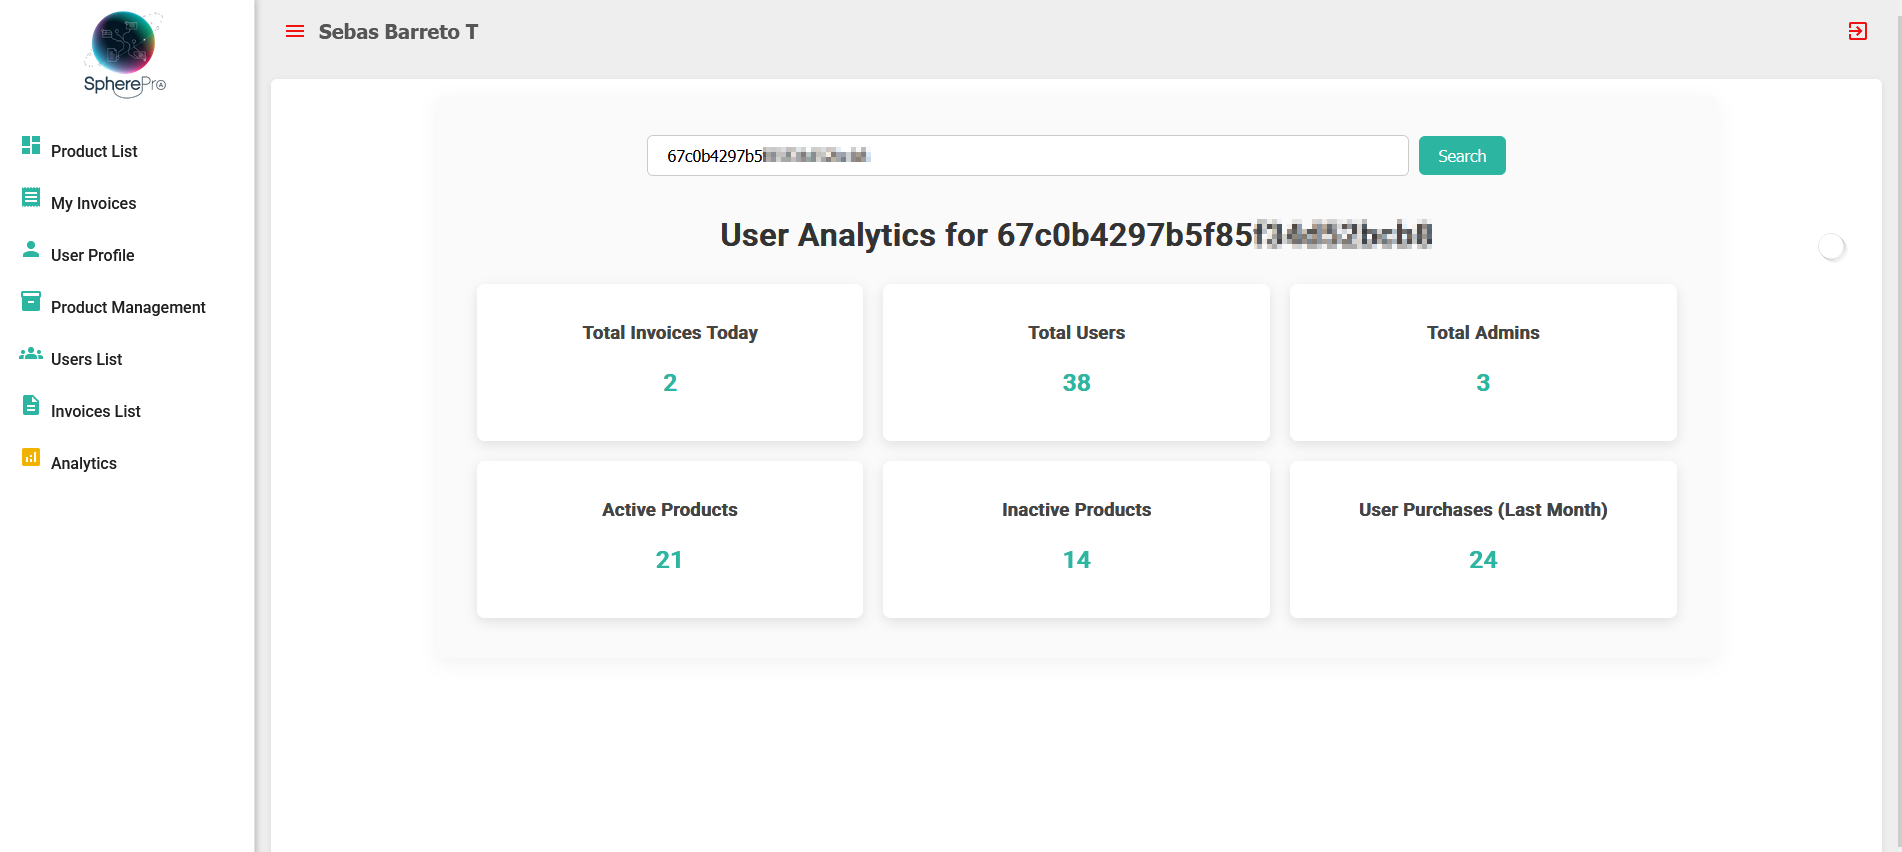 SpherePro
Sebas Barreto T
Product List
My Invoices
User Profile
Product Management
Users List
Invoices List
Analytics
67c0b4297b5
Search
User Analytics for 67c0b4297b5f85
Total Invoices Today
2
Total Users
38
Total Admins
3
Active Products
21
Inactive Products
14
User Purchases (Last Month)
24